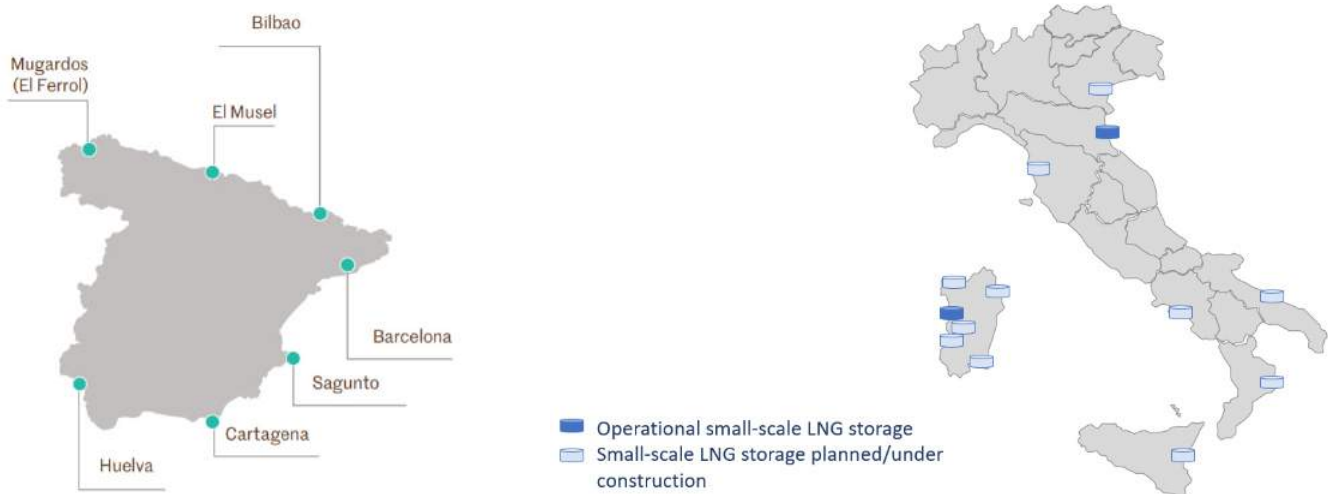 Bilbao
Mugardos
(El Ferrol)
El Musel
Barcelona
Sagunto
Cartagena
Huelva
Operational small-scale LNG storage
Small-scale LNG storage planned/under
construction